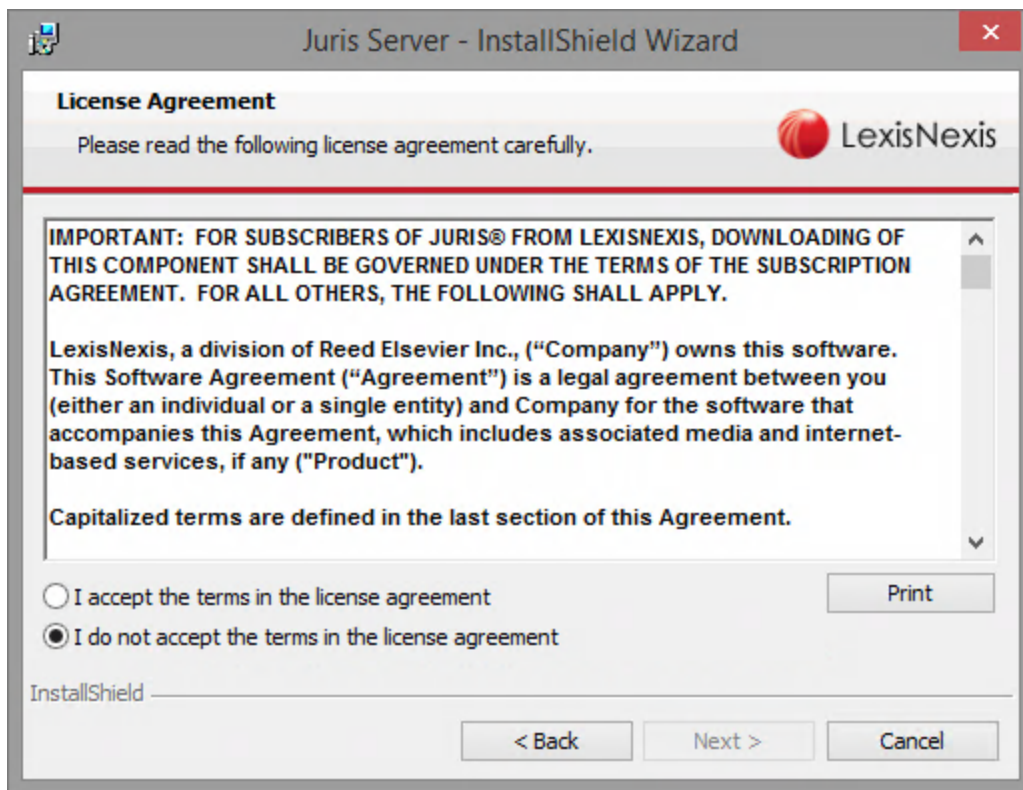 Juris Server - InstallShield Wizard
License Agreement
Please read the following license agreement carefully.
LexisNexis
IMPORTANT:  FOR SUBSCRIBERS OF JURIS® FROM LEXISNEXIS, DOWNLOADING OF
THIS COMPONENT SHALL BE GOVERNED UNDER THE TERMS OF THE SUBSCRIPTION
AGREEMENT.  FOR ALL OTHERS, THE FOLLOWING SHALL APPLY.
LexisNexis, a division of Reed Elsevier Inc., (“Company”) owns this software.
This Software Agreement (“Agreement”) is a legal agreement between you
(either an individual or a single entity) and Company for the software that
accompanies this Agreement, which includes associated media and internet-
based services, if any ("Product").
Capitalized terms are defined in the last section of this Agreement.
I accept the terms in the license agreement
Print
I do not accept the terms in the license agreement
InstallShield
< Back
Next >
Cancel